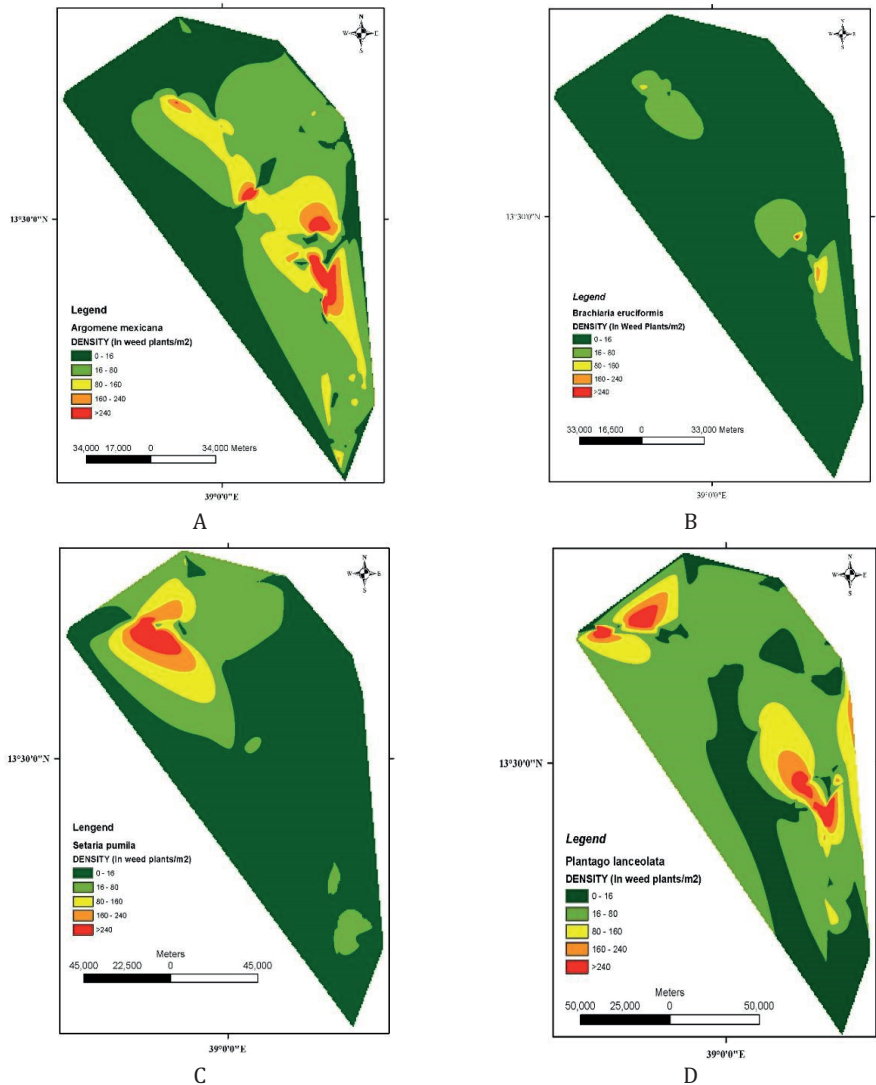 N
W E
S
13°30'0"N
Legend
Argomene mexicana
DENSITY (In weed plants/m2)
0 - 16
16 - 80
80 - 160
160 - 240
>240
34,000 17,000 0 34,000 Meters
39°0'0"E
A
N
W E
S
13°30'0"N
Legend
Brachiaria eruciformis
DENSITY (In Weed Plants/m2)
0 - 16
16 - 80
80 - 160
160 - 240
>240
33,000 16,500 0 33,000 Meters
39°0'0"E
B
N
W E
S
13°30'0"N
Lengend
Setaria pumila
DENSITY (In weed plants/m2)
0 - 16
16 - 80
80 - 160
160 - 240
>240
Meters
45,000 22,500 0 45,000
39°0'0"E
C
N
W E
S
13°30'0"N
Legend
Plantago lanceolata
DENSITY (In weed plants/m2)
0 - 16
16 - 80
80 - 160
160 - 240
>240
Meters
50,000 25,000 0 50,000
39°0'0"E
D